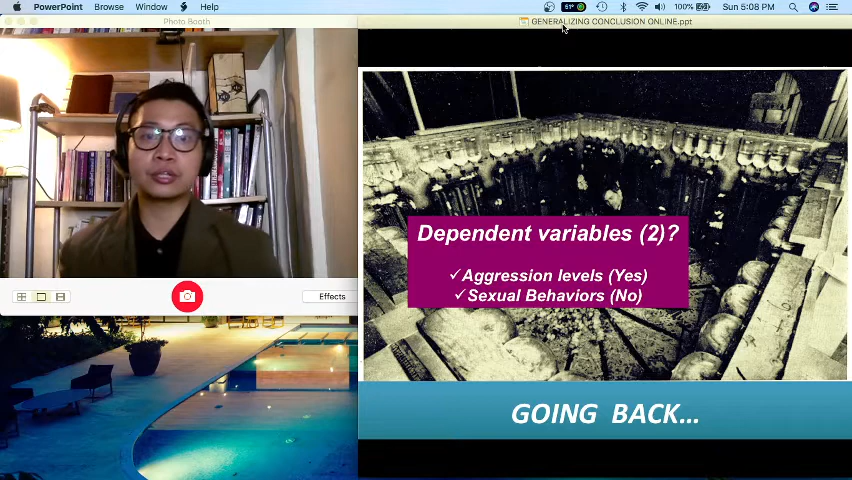 PowerPoint Browse Window Help
51° 100% Sun 5:08 PM
Photo Booth
GENERALIZING CONCLUSION ONLINE.ppt
Dependent variables (2)?
✓Aggression levels (Yes)
✓Sexual Behaviors (No)
Effects
GOING BACK...